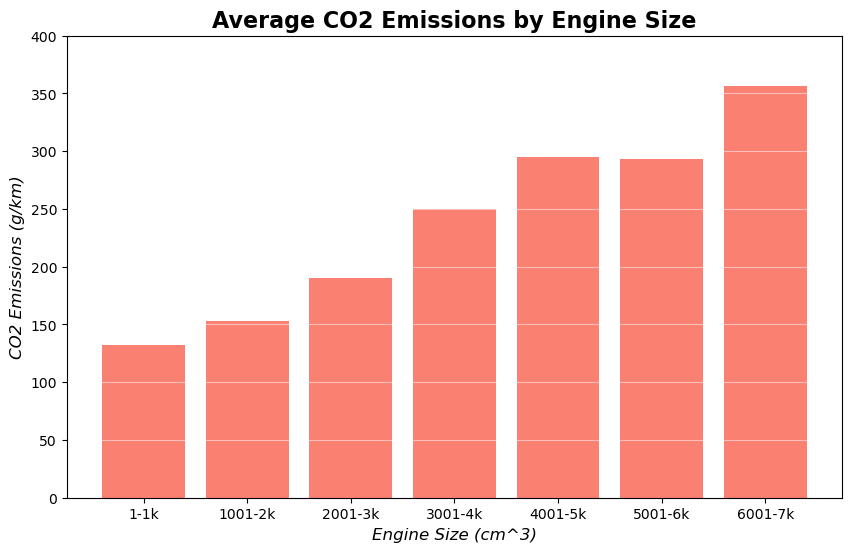 Average CO2 Emissions by Engine Size
400
350
300
250
200
150
100
50
0
CO2 Emissions (g/km)
1-1k 1001-2k 2001-3k 3001-4k 4001-5k 5001-6k 6001-7k
Engine Size (cm^3)